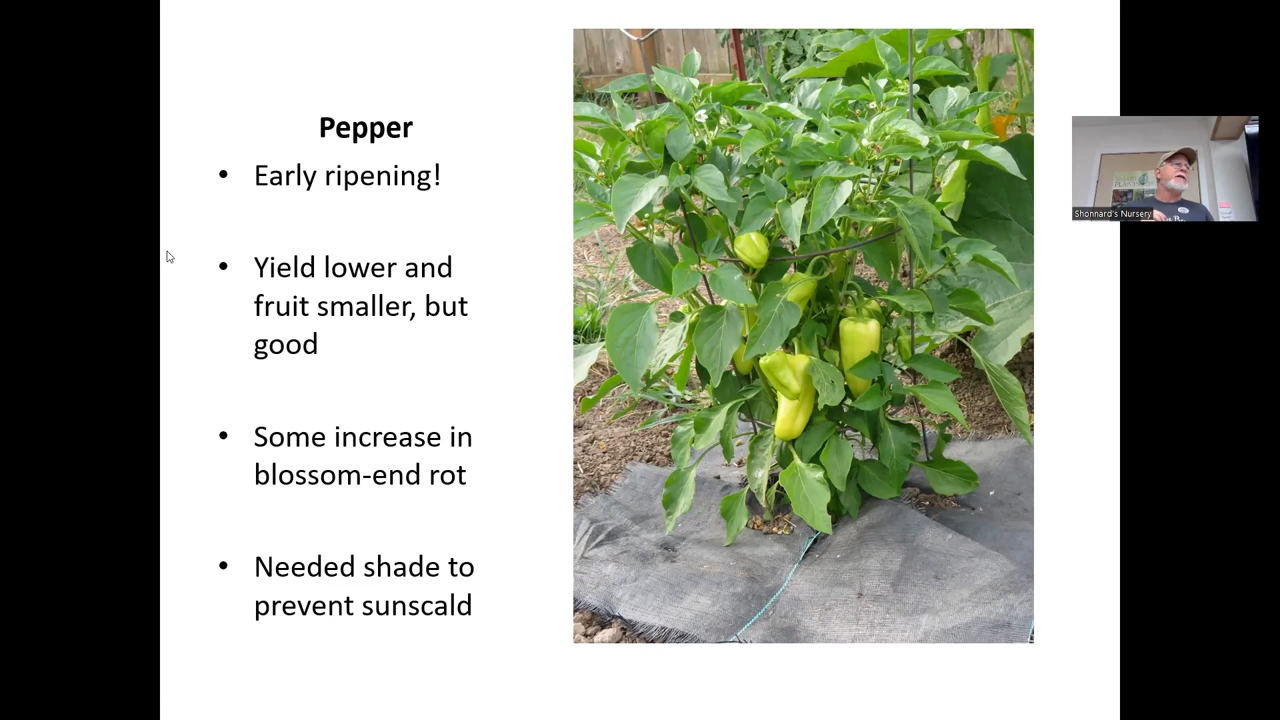 Pepper
• Early ripening!
• Yield lower and
fruit smaller, but
good
• Some increase in
blossom-end rot
• Needed shade to
prevent sunscald
Shonnard's Nursery